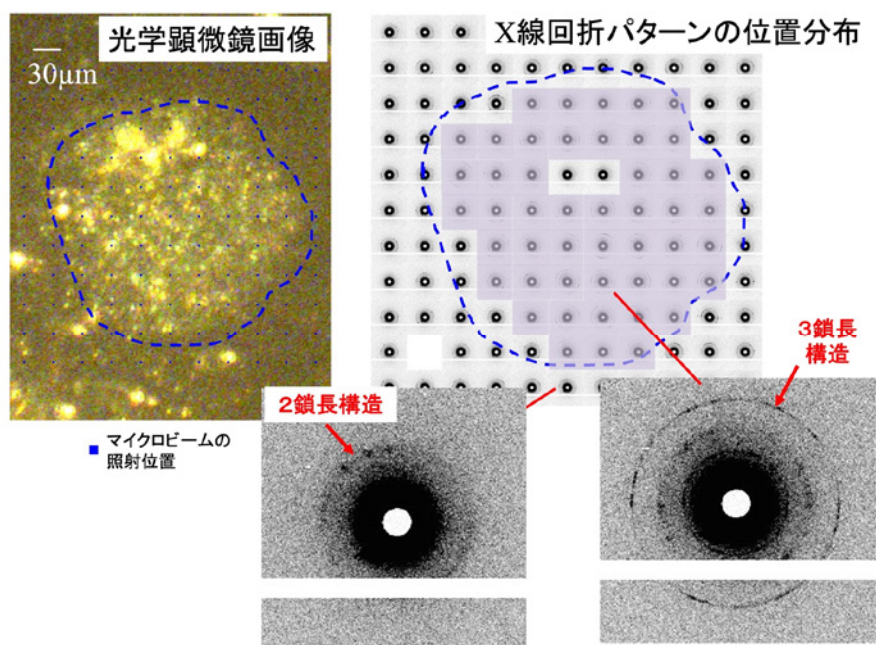 光学顕微鏡画像
30μm
X線回折パターンの位置分布
3鎖長
構造
2鎖長構造
■ マイクロビームの
照射位置